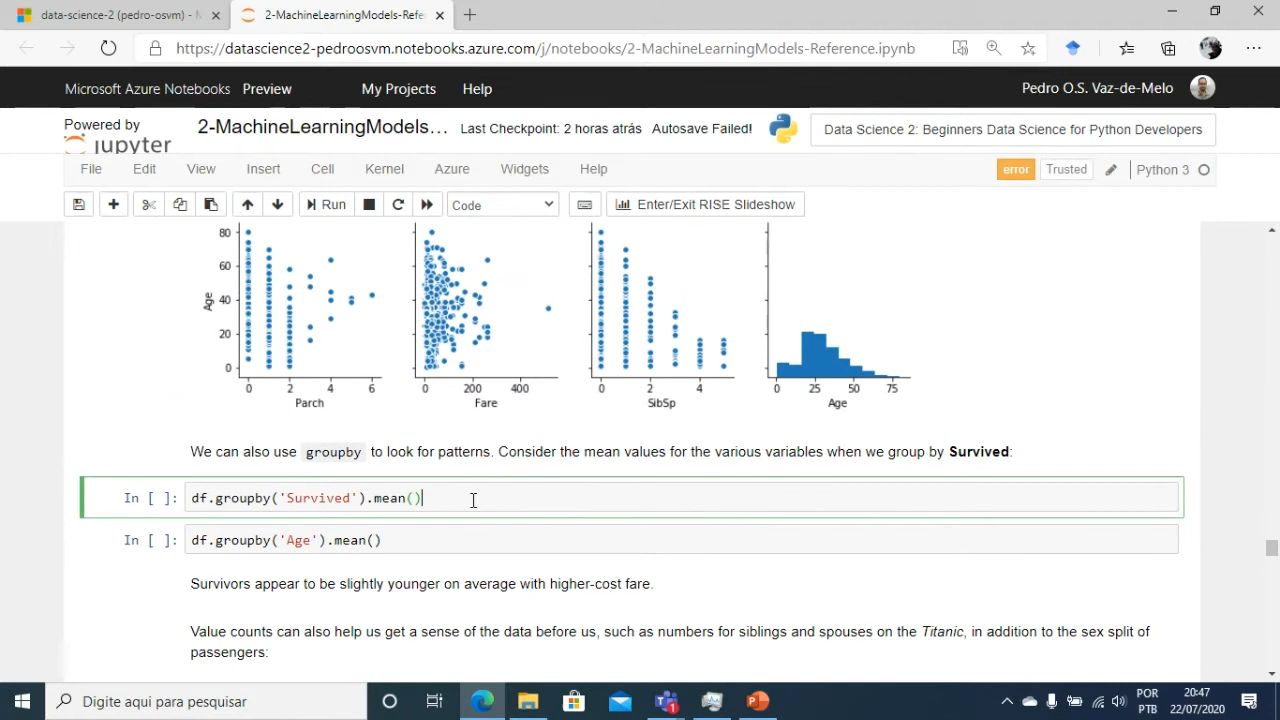 data-science-2 (pedro-osvm) - M
2-MachineLearningModels-Refe
https://datascience2-pedroosvm.notebooks.azure.com/j/notebooks/2-MachineLearningModels-Reference.ipynb
Microsoft Azure Notebooks Preview My Projects Help Pedro O.S. Vaz-de-Melo
Powered by
jupyter
2-MachineLearningModels... Last Checkpoint: 2 horas atrás Autosave Failed! Data Science 2: Beginners Data Science for Python Developers
File Edit View Insert Cell Kernel Azure Widgets Help error Trusted Python 3
Run Code Enter/Exit RISE Slideshow
80
60
40
20
0
Age
0 2 4 6 0 200 400 0 2 4 0 25 50 75
Parch Fare SibSp Age
We can also use groupby to look for patterns. Consider the mean values for the various variables when we group by Survived:
In [ ]: df.groupby('Survived').mean()
In [ ]: df.groupby('Age').mean()
Survivors appear to be slightly younger on average with higher-cost fare.
Value counts can also help us get a sense of the data before us, such as numbers for siblings and spouses on the Titanic, in addition to the sex split of
passengers:
Digite aqui para pesquisar
1
POR
PTB
20:47
22/07/2020